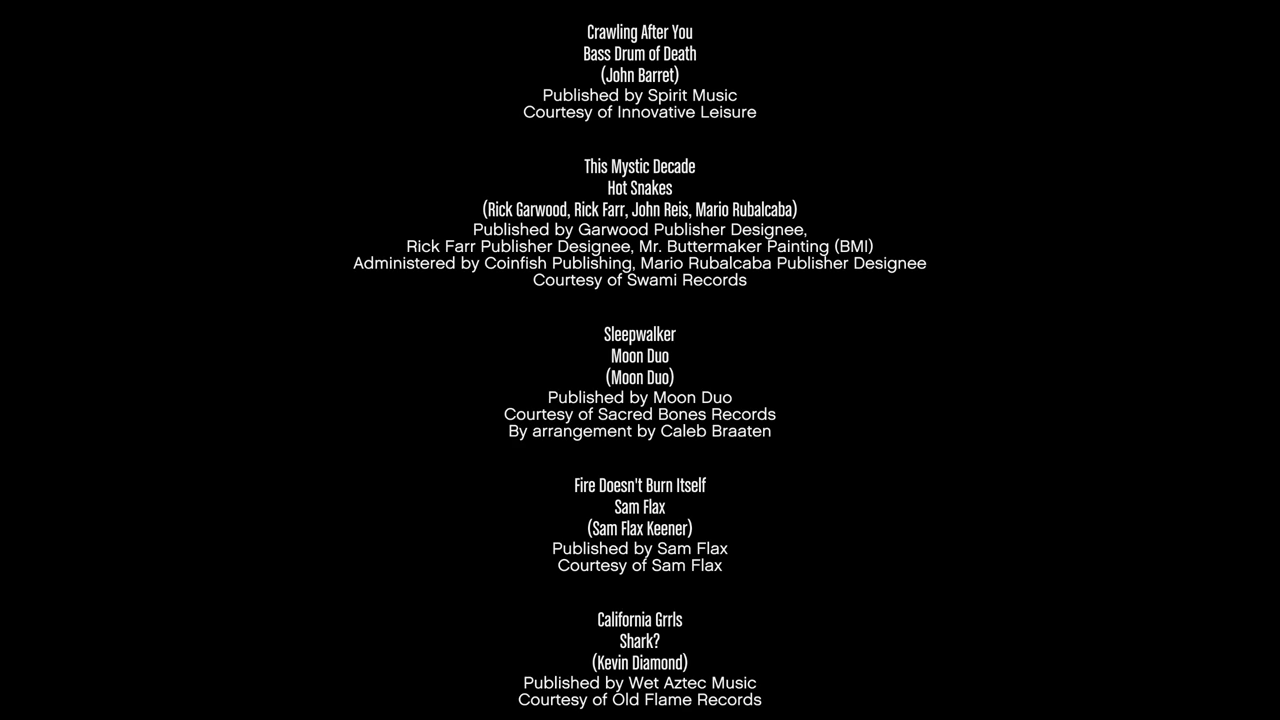 Crawling After You
Bass Drum of Death
(John Barret)
Published by Spirit Music
Courtesy of Innovative Leisure
This Mystic Decade
Hot Snakes
(Rick Garwood, Rick Farr, John Reis, Mario Rubalcaba)
Published by Garwood Publisher Designee,
Rick Farr Publisher Designee, Mr. Buttermaker Painting (BMI)
Administered by Coinfish Publishing, Mario Rubalcaba Publisher Designee
Courtesy of Swami Records
Sleepwalker
Moon Duo
(Moon Duo)
Published by Moon Duo
Courtesy of Sacred Bones Records
By arrangement by Caleb Braaten
Fire Doesn't Burn Itself
Sam Flax
(Sam Flax Keener)
Published by Sam Flax
Courtesy of Sam Flax
California Grrls
Shark?
(Kevin Diamond)
Published by Wet Aztec Music
Courtesy of Old Flame Records